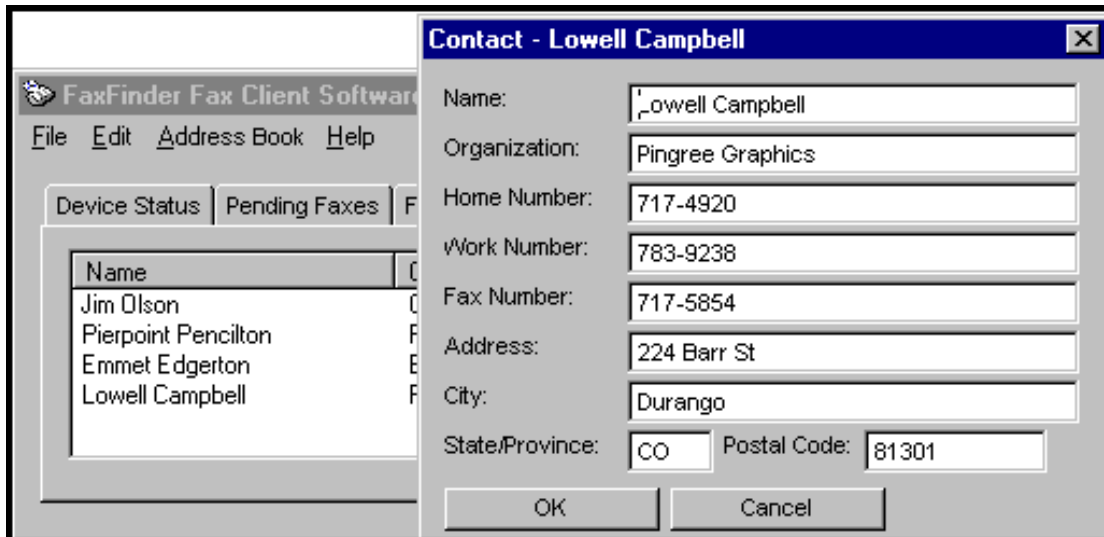 Contact - Lowell Campbell
FaxFinder Fax Client Softwar
File Edit Address Book Help
Device Status Pending Faxes F
Name
Jim Olson
Pierpoint Pencilton
Emmet Edgerton
Lowell Campbell
Name: Lowell Campbell
Organization: Pingree Graphics
Home Number: 717-4920
Work Number: 783-9238
Fax Number: 717-5854
Address: 224 Barr St
City: Durango
State/Province: CO Postal Code: 81301
OK Cancel